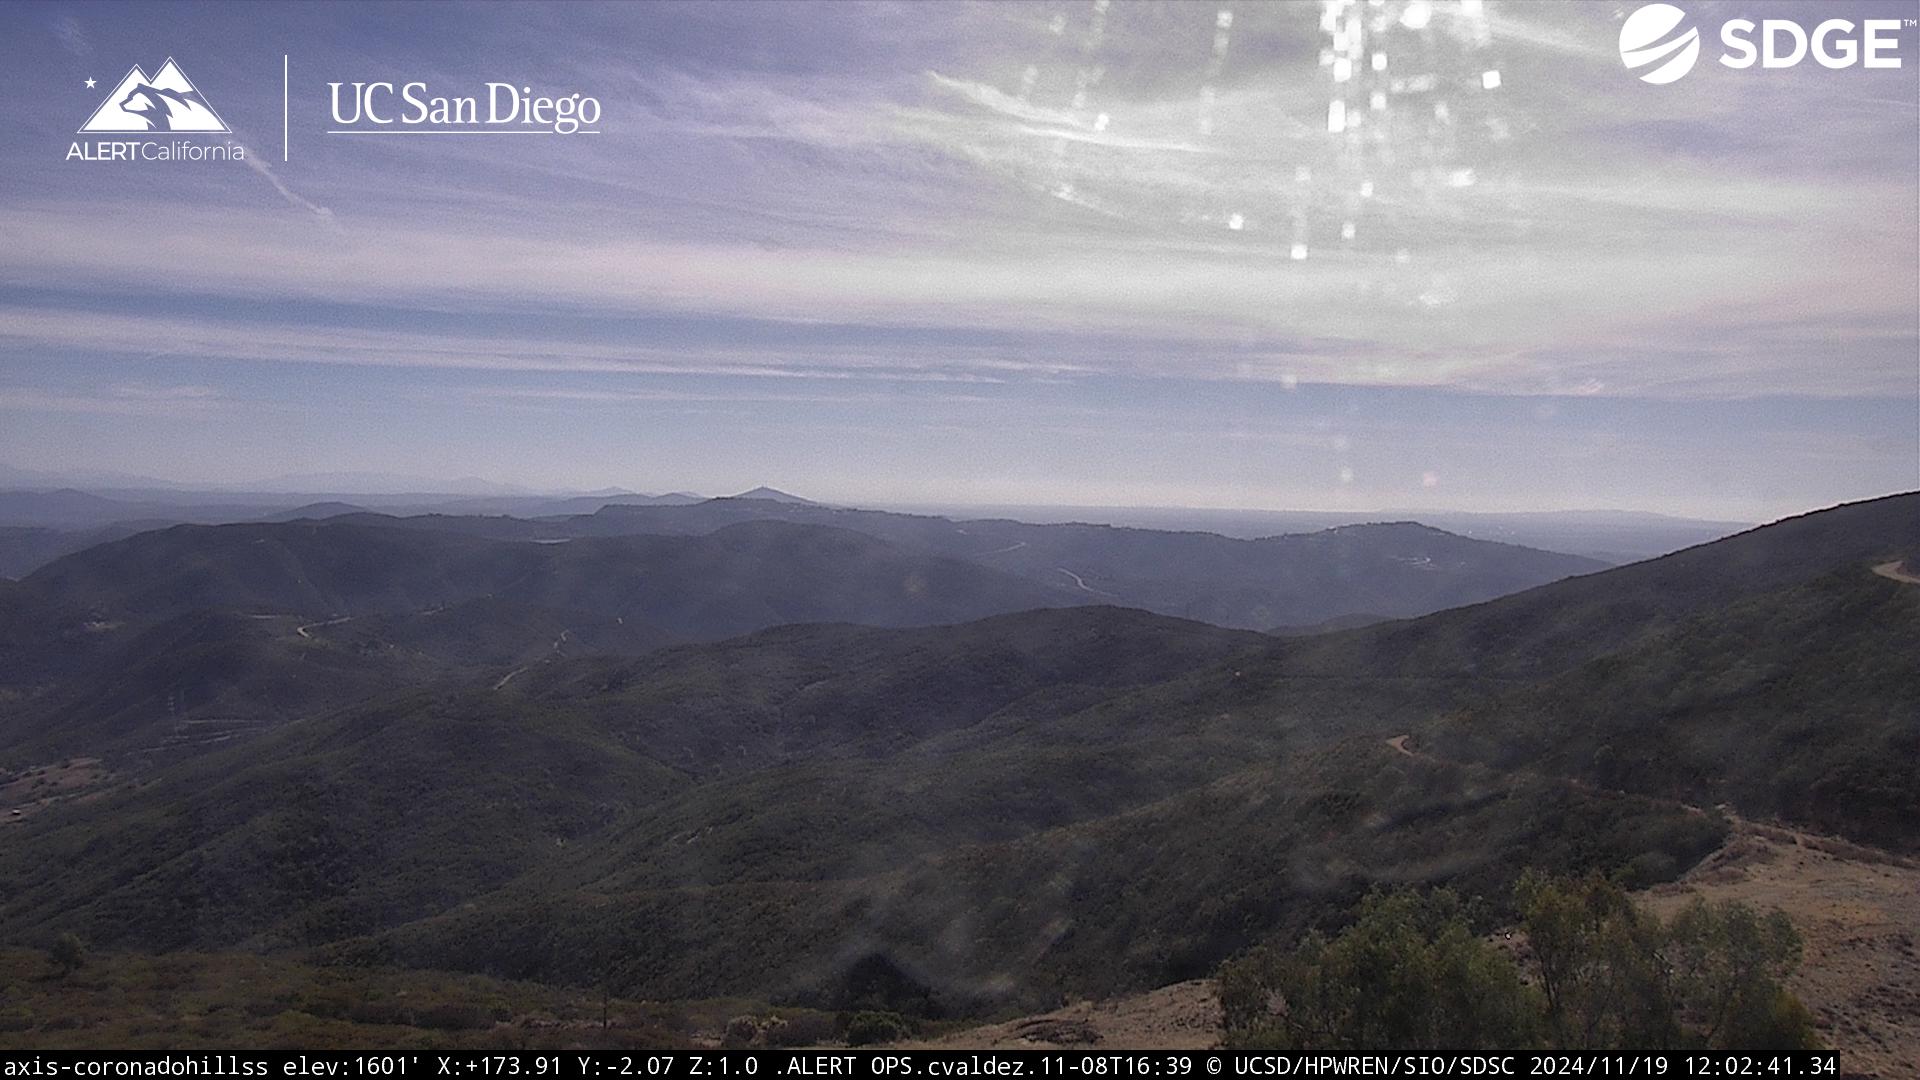 ALERTCalifornia
UC San Diego
SDGE™
axis-coronadohillss elev:1601' X:+173.91 Y:-2.07 Z:1.0 .ALERT OPS.cvaldez.11-08T16:39 © UCSD/HPWREN/SIO/SDSC 2024/11/19 12:02:41.34